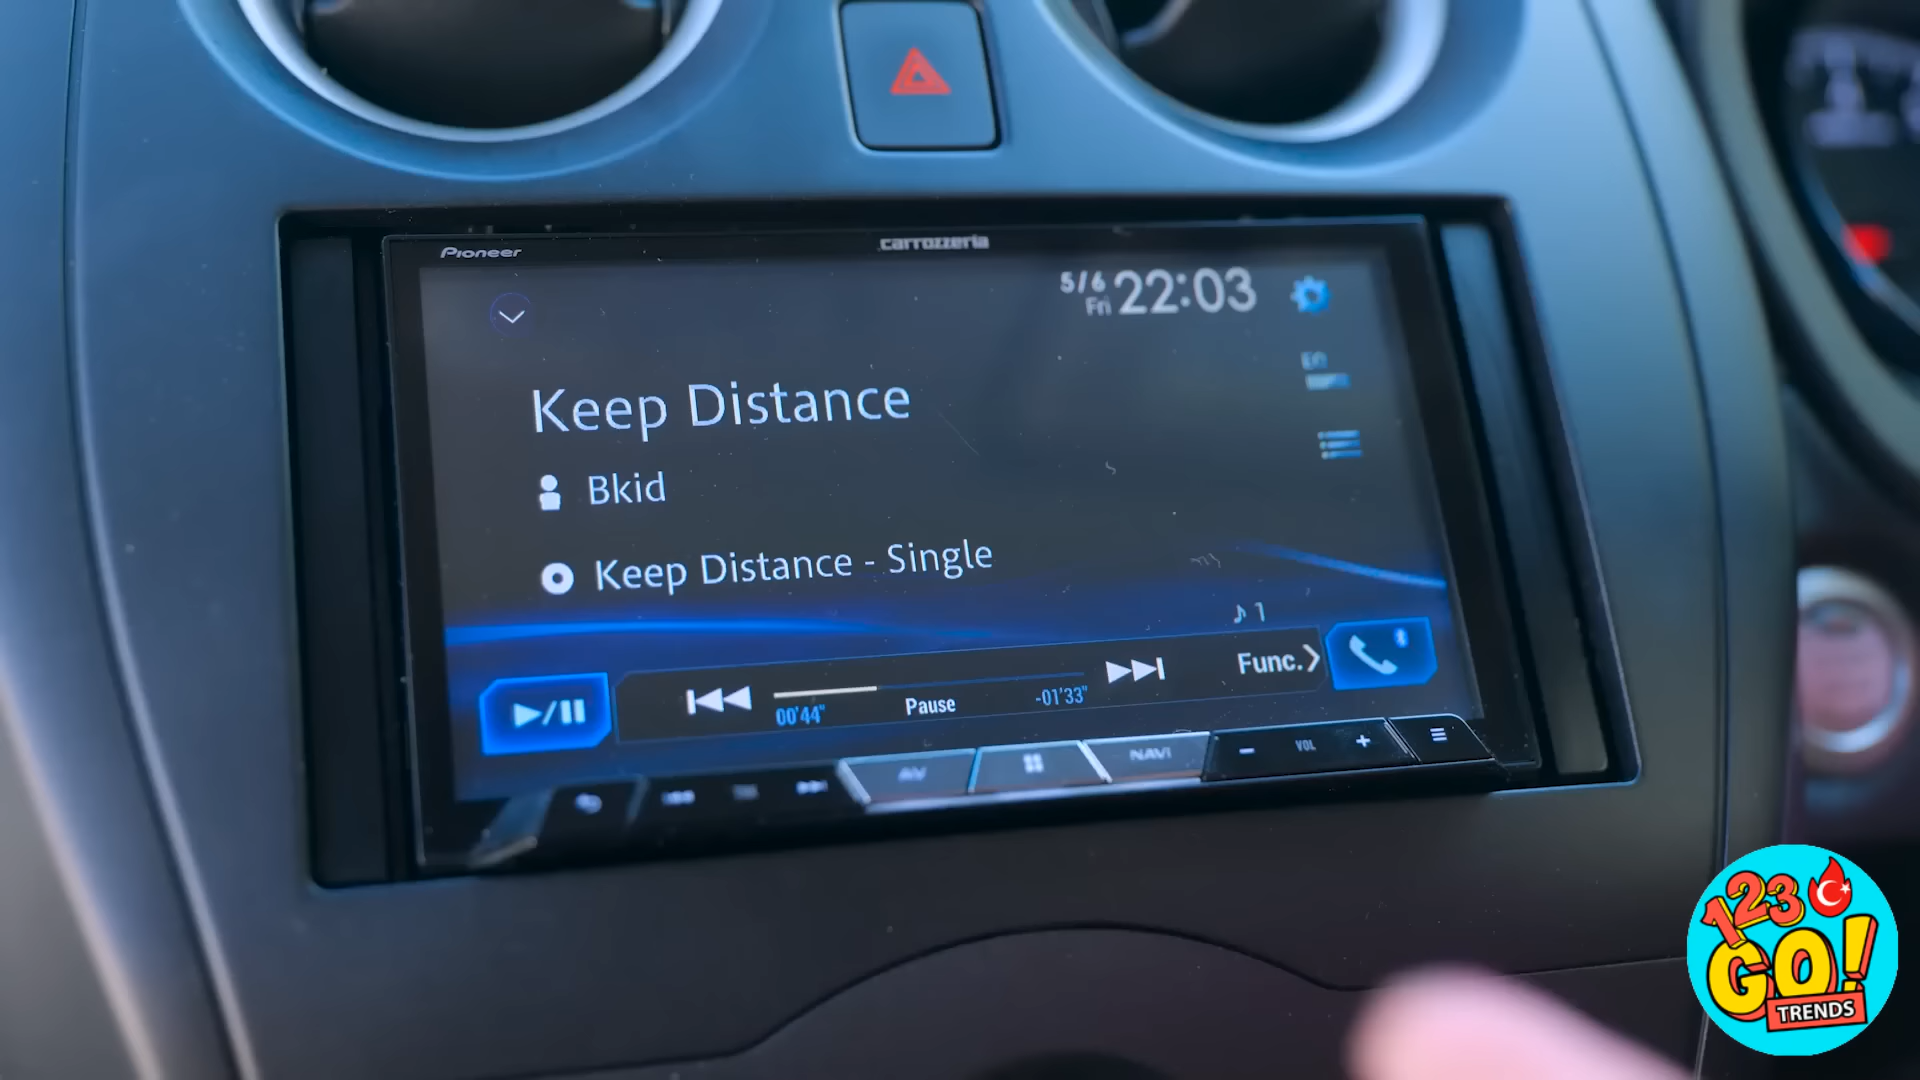 Pioneer
carrozzeria
5/6
Fri
22:03
Keep Distance
Bkid
Keep Distance - Single
♪ 1
00'44"
Pause
-01'33"
Func.
AV
NAVI
VOL
123
GO!
TRENDS